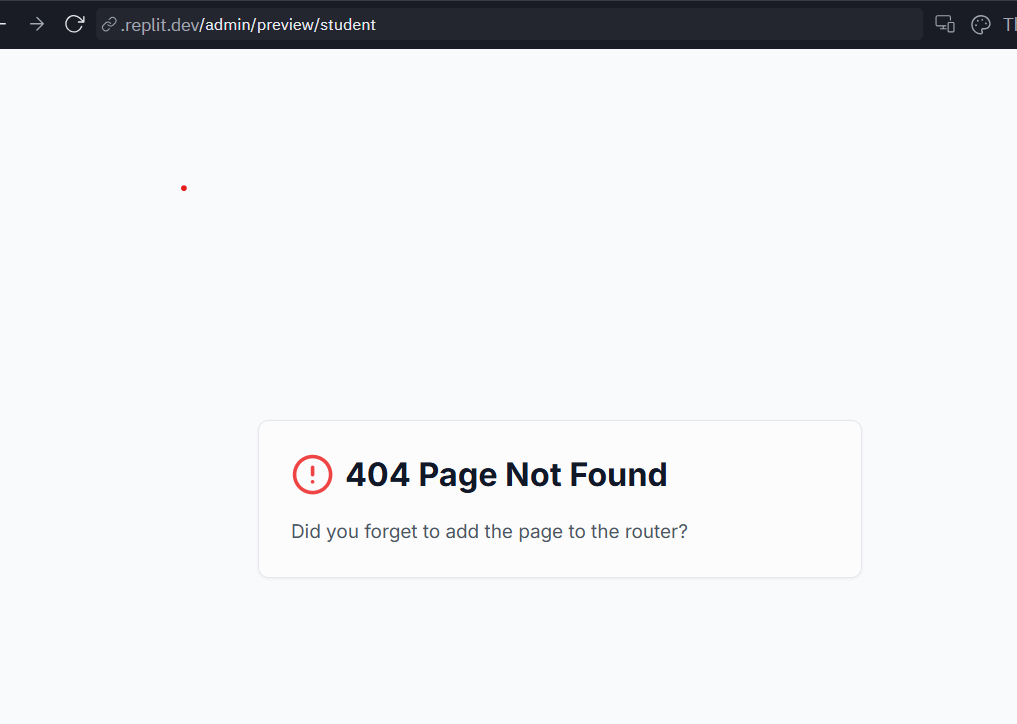 .replit.dev/admin/preview/student
404 Page Not Found
Did you forget to add the page to the router?